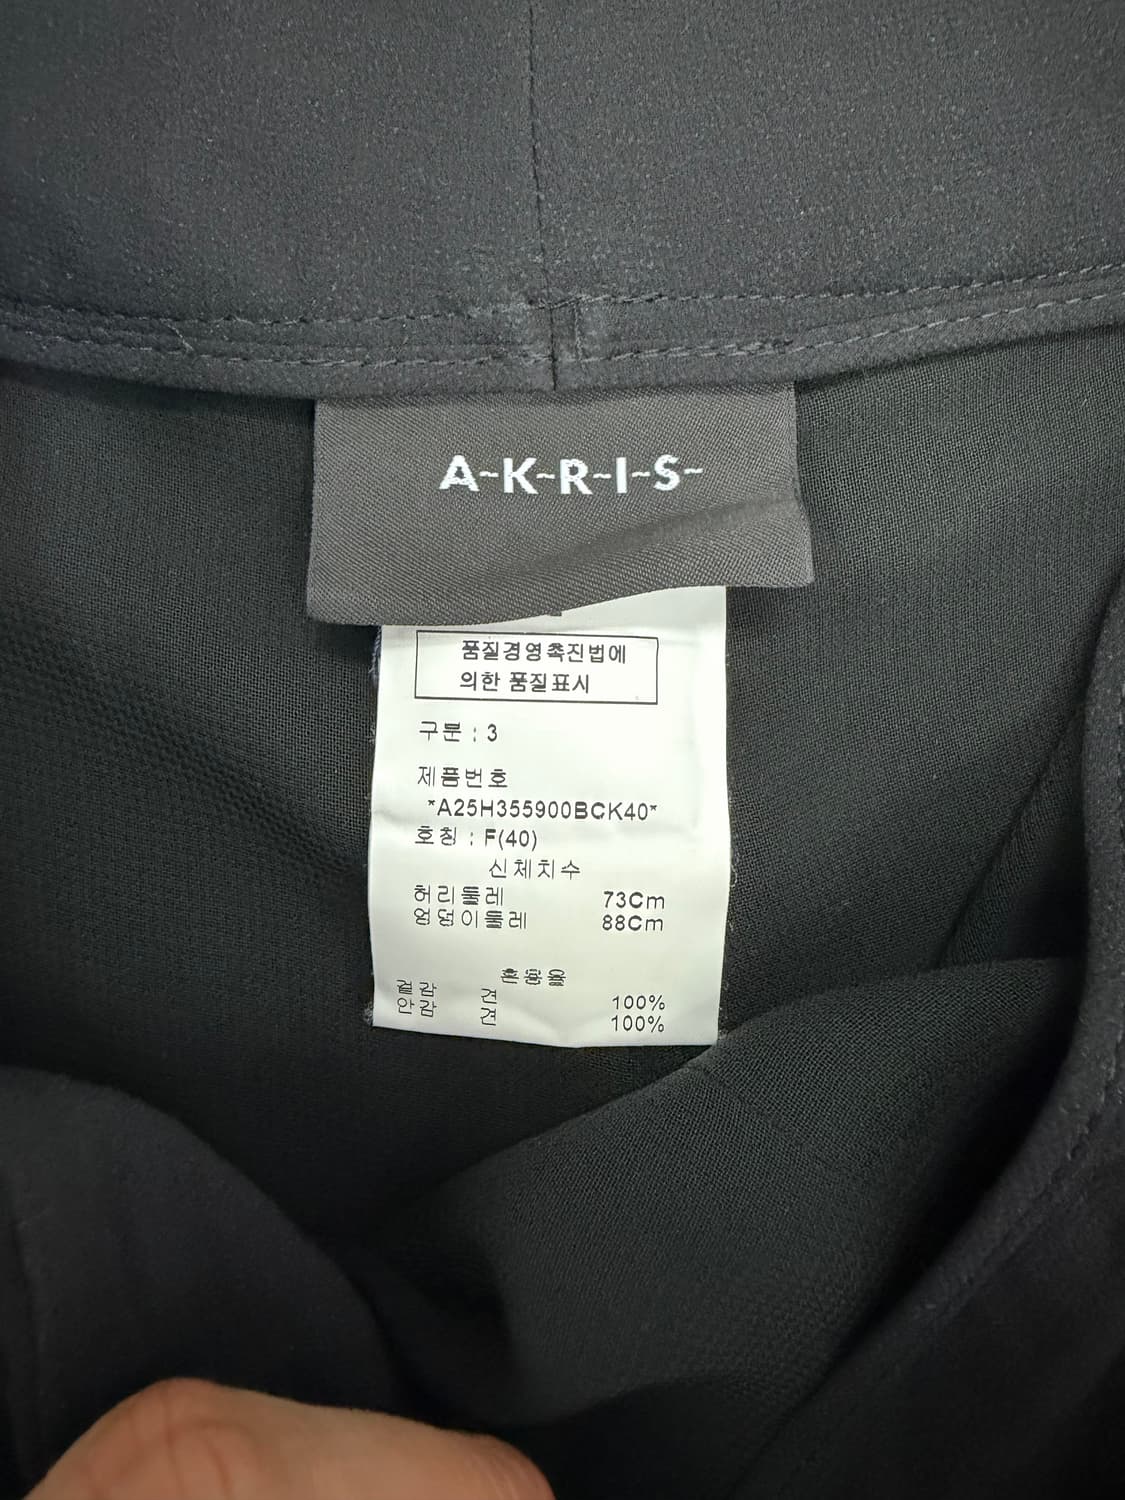 A~K~R~I~S~
품질경영촉진법에
의한 품질표시
구분 : 3
제품번호
*A25H355900BCK40*
호칭 : F(40)
신체치수
허리둘레 73Cm
엉덩이둘레 88Cm
혼용율
겉감 견 100%
안감 견 100%